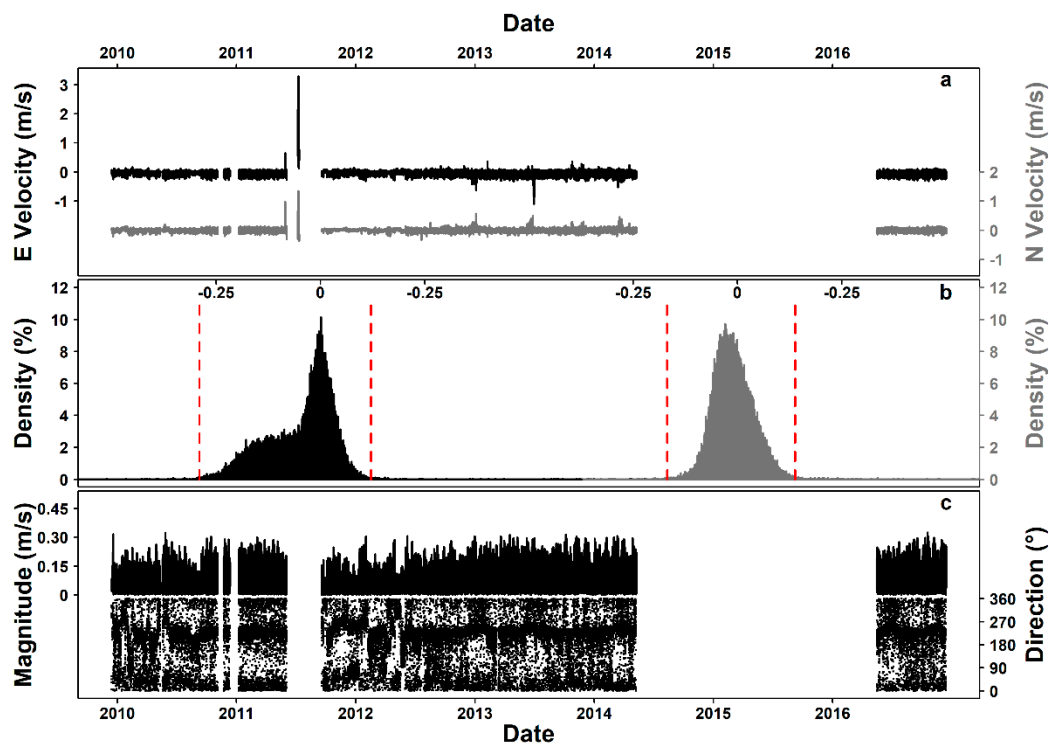 Date
2010 2011 2012 2013 2014 2015 2016
a
3
2
1
0
-1
E Velocity (m/s)
2
1
0
-1
N Velocity (m/s)
-0.25 0 -0.25 -0.25 0 -0.25
b
12
10
8
6
4
2
0
Density (%)
12
10
8
6
4
2
0
Density (%)
c
0.45
0.30
0.15
0
Magnitude (m/s)
360
270
180
90
0
Direction (°)
2010 2011 2012 2013 2014 2015 2016
Date